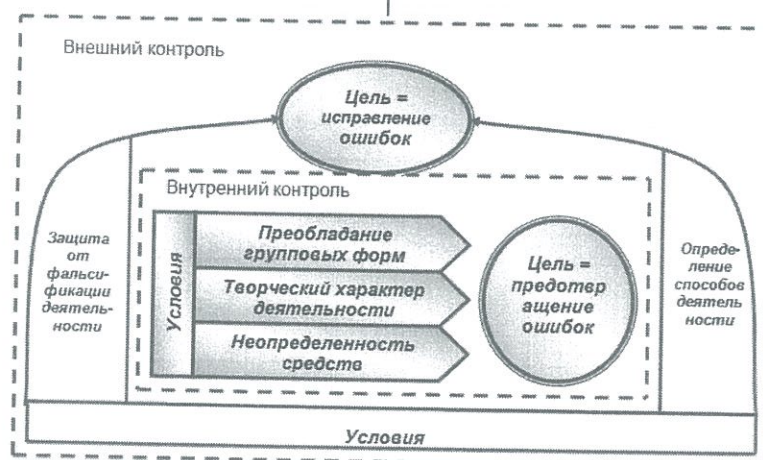 Внешний контроль
Цель =
исправление
ошибок
Внутренний контроль
Защита
от
фальси-
фикации
деятель-
ности
Условия
Преобладание
групповых форм
Творческий характер
деятельности
Неопределенность
средств
Цель =
предотвр
ащение
ошибок
Опреде-
ление
способов
деятель
ности
Условия